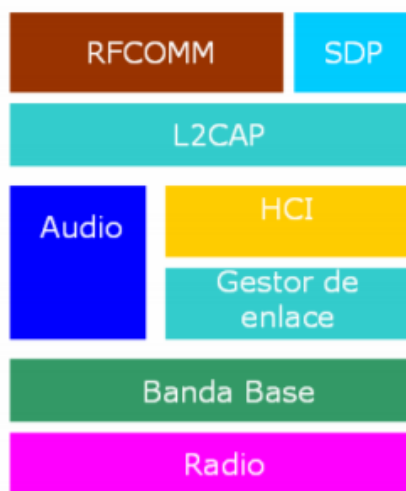 RFCOMM
SDP
L2CAP
Audio
HCI
Gestor de
enlace
Banda Base
Radio